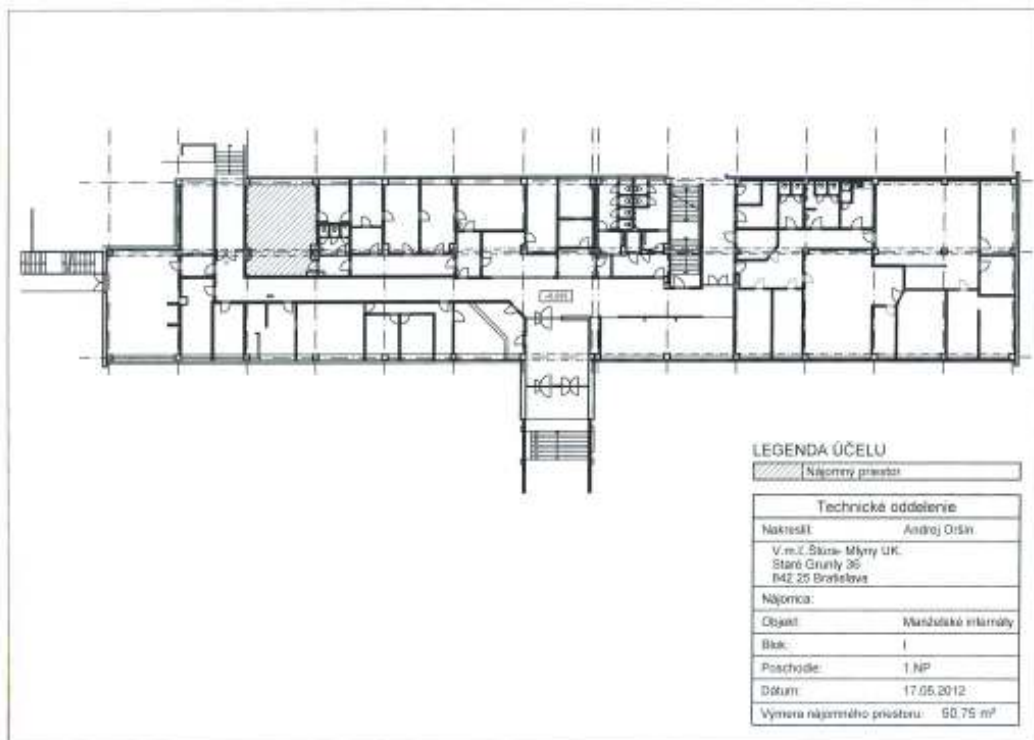 LEGENDA ÚČELU
Nájomný priestor
Technické oddelenie
Nakreslil: Andrej Oršin
V.m.Ľ.Štúra- Mlyny UK.
Staré Grunty 36
842 25 Bratislava
Nájomca:
Objekt: Manželské internáty
Blok: I
Poschodie: 1.NP
Dátum: 17.05.2012
Výmera nájomného priestoru: 50,75 m²